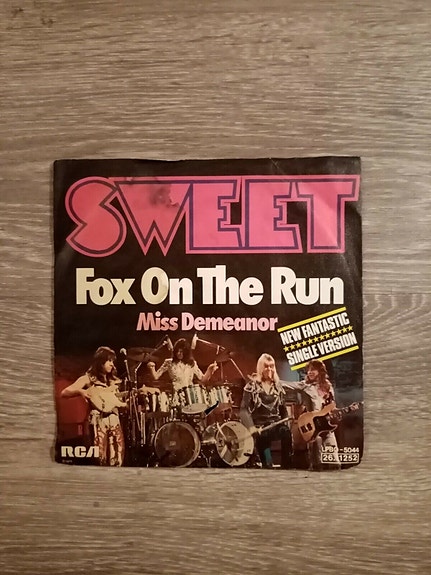 SWEET
Fox On The Run
Miss Demeanor
NEW FANTASTIC
SINGLE VERSION
RCA
LPBO-5044
26.11252